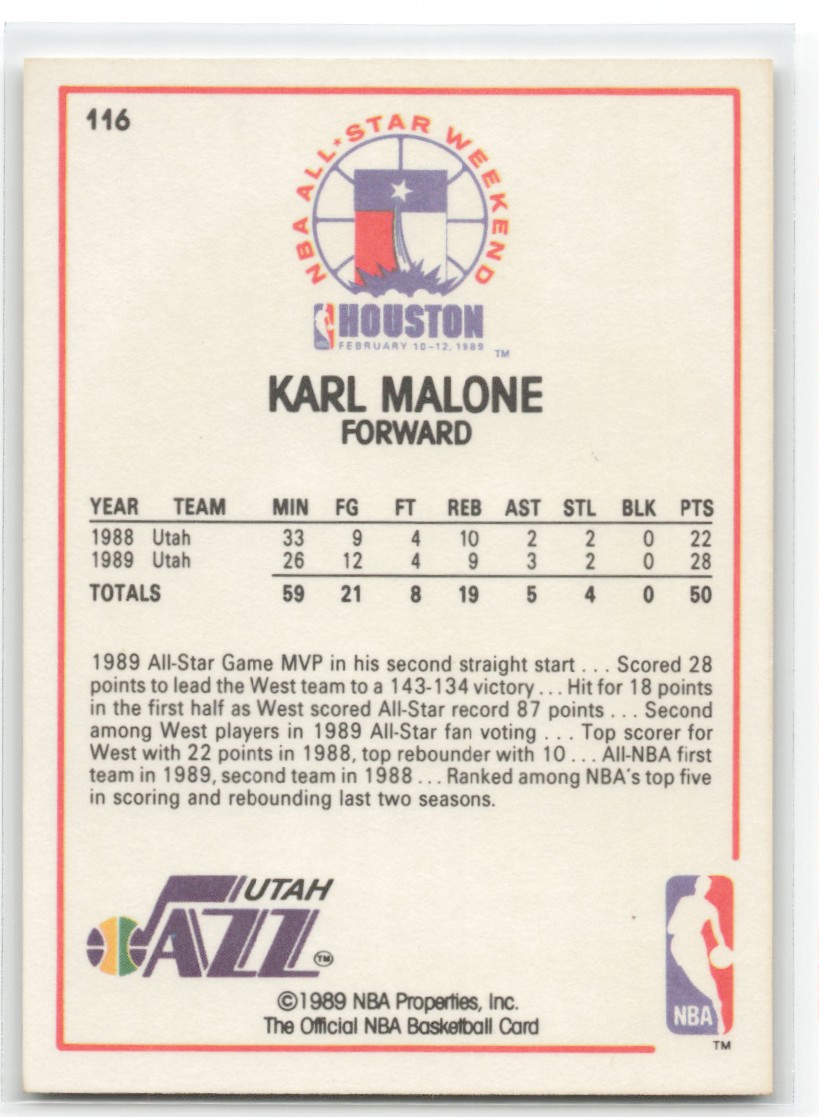 116
NBA ALL★STAR WEEKEND
HOUSTON
FEBRUARY 10-12, 1989
TM
KARL MALONE
FORWARD
YEAR TEAM MIN FG FT REB AST STL BLK PTS
1988 Utah 33 9 4 10 2 2 0 22
1989 Utah 26 12 4 9 3 2 0 28
TOTALS 59 21 8 19 5 4 0 50
1989 All-Star Game MVP in his second straight start . . . Scored 28
points to lead the West team to a 143-134 victory . . . Hit for 18 points
in the first half as West scored All-Star record 87 points . . . Second
among West players in 1989 All-Star fan voting . . . Top scorer for
West with 22 points in 1988, top rebounder with 10 . . . All-NBA first
team in 1989, second team in 1988 . . . Ranked among NBA's top five
in scoring and rebounding last two seasons.
UTAH
JAZZ
TM
©1989 NBA Properties, Inc.
The Official NBA Basketball Card
NBA
TM